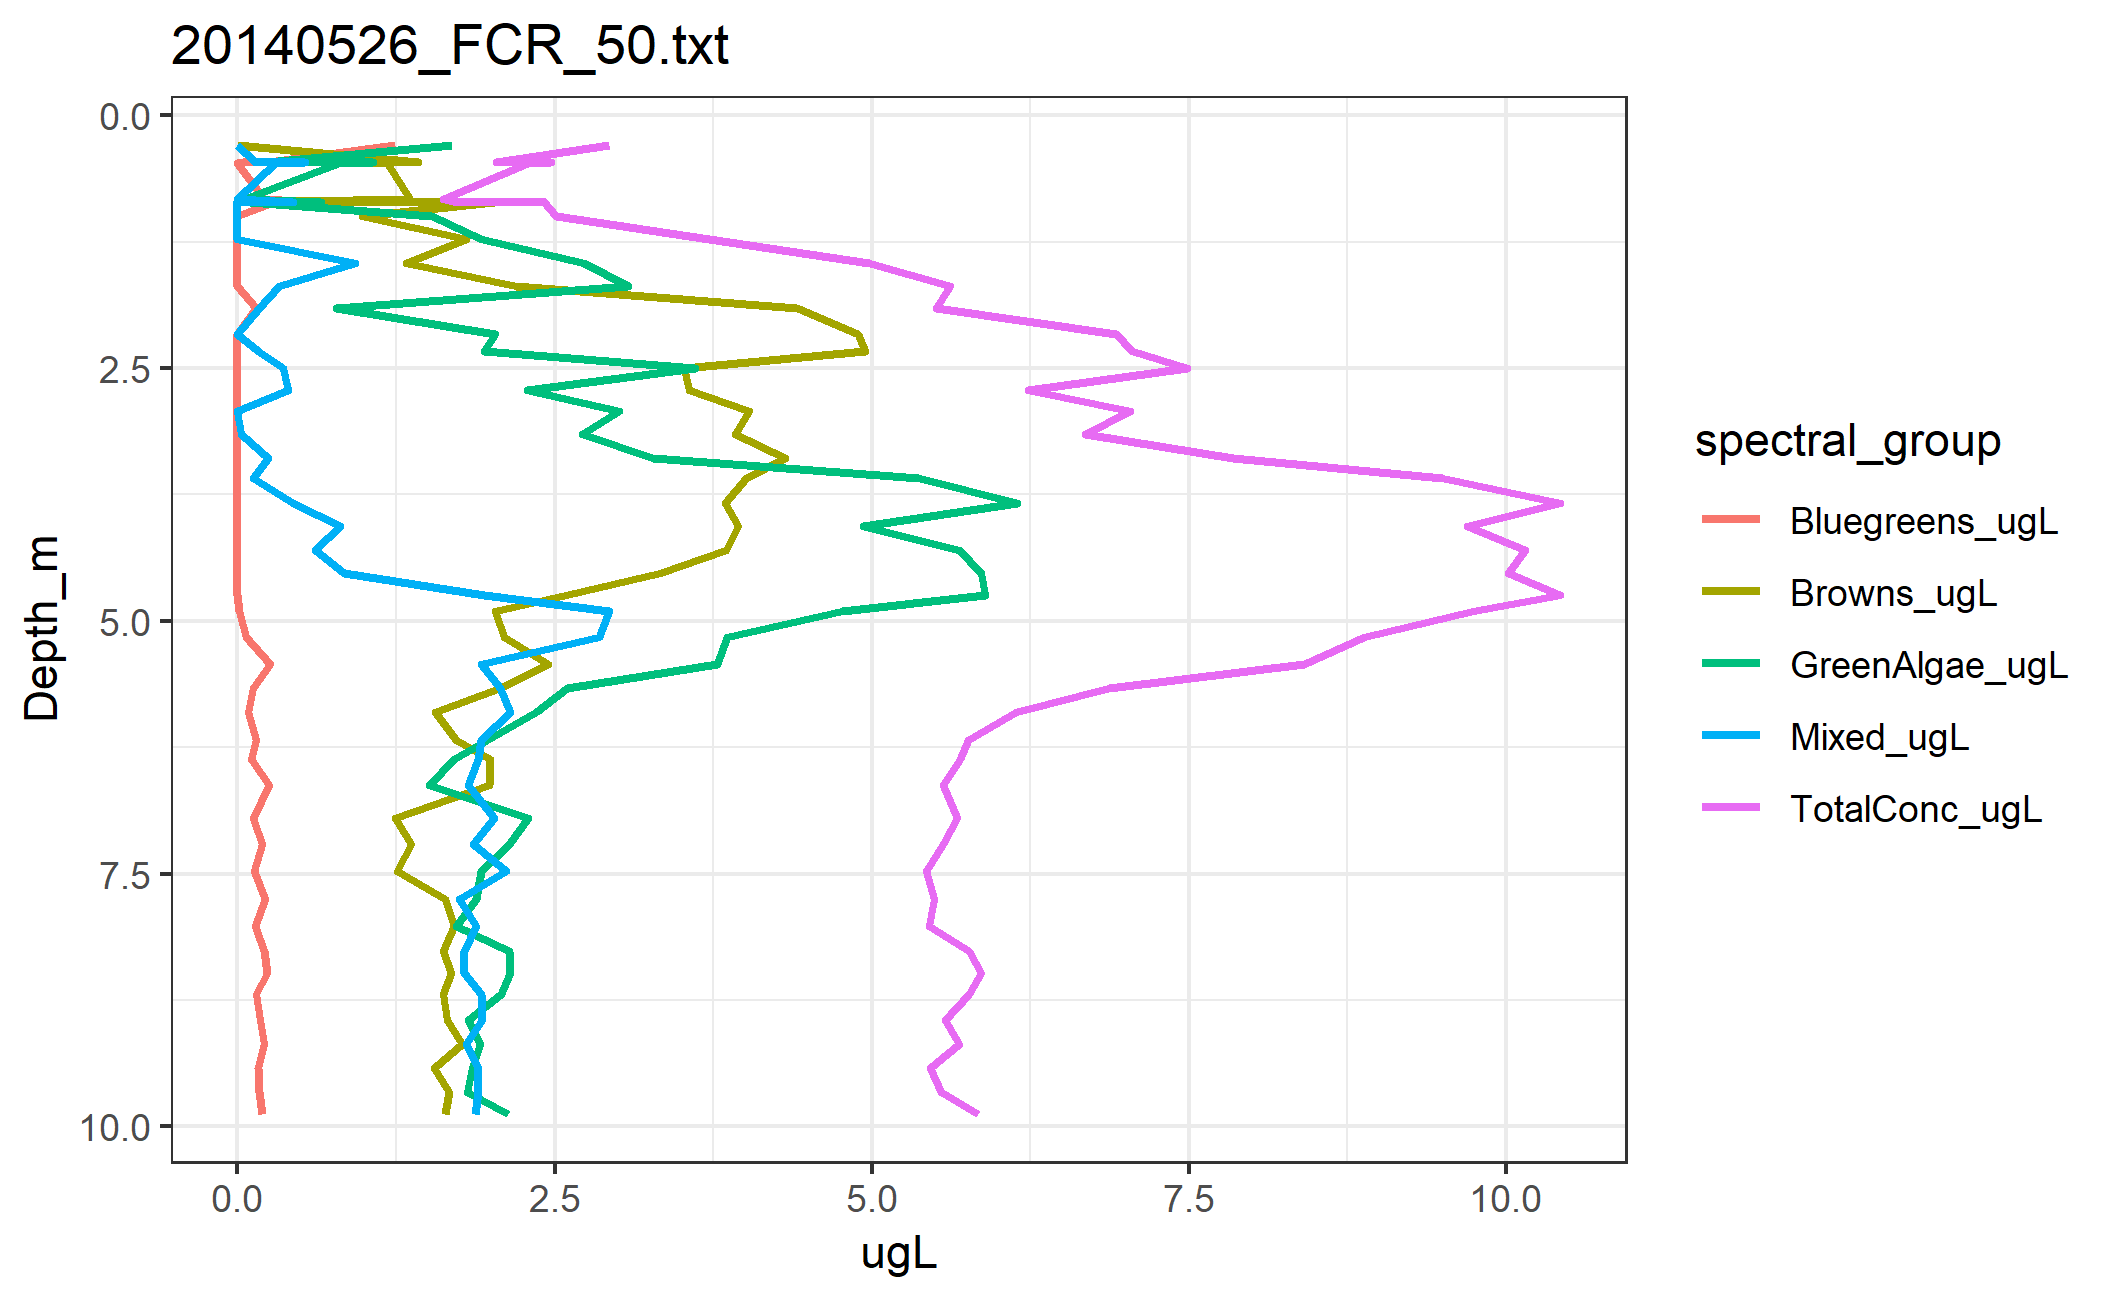 20140526_FCR_50.txt
0.0
2.5
5.0
7.5
10.0
Depth_m
0.0 2.5 5.0 7.5 10.0
ugL
spectral_group
Bluegreens_ugL
Browns_ugL
GreenAlgae_ugL
Mixed_ugL
TotalConc_ugL